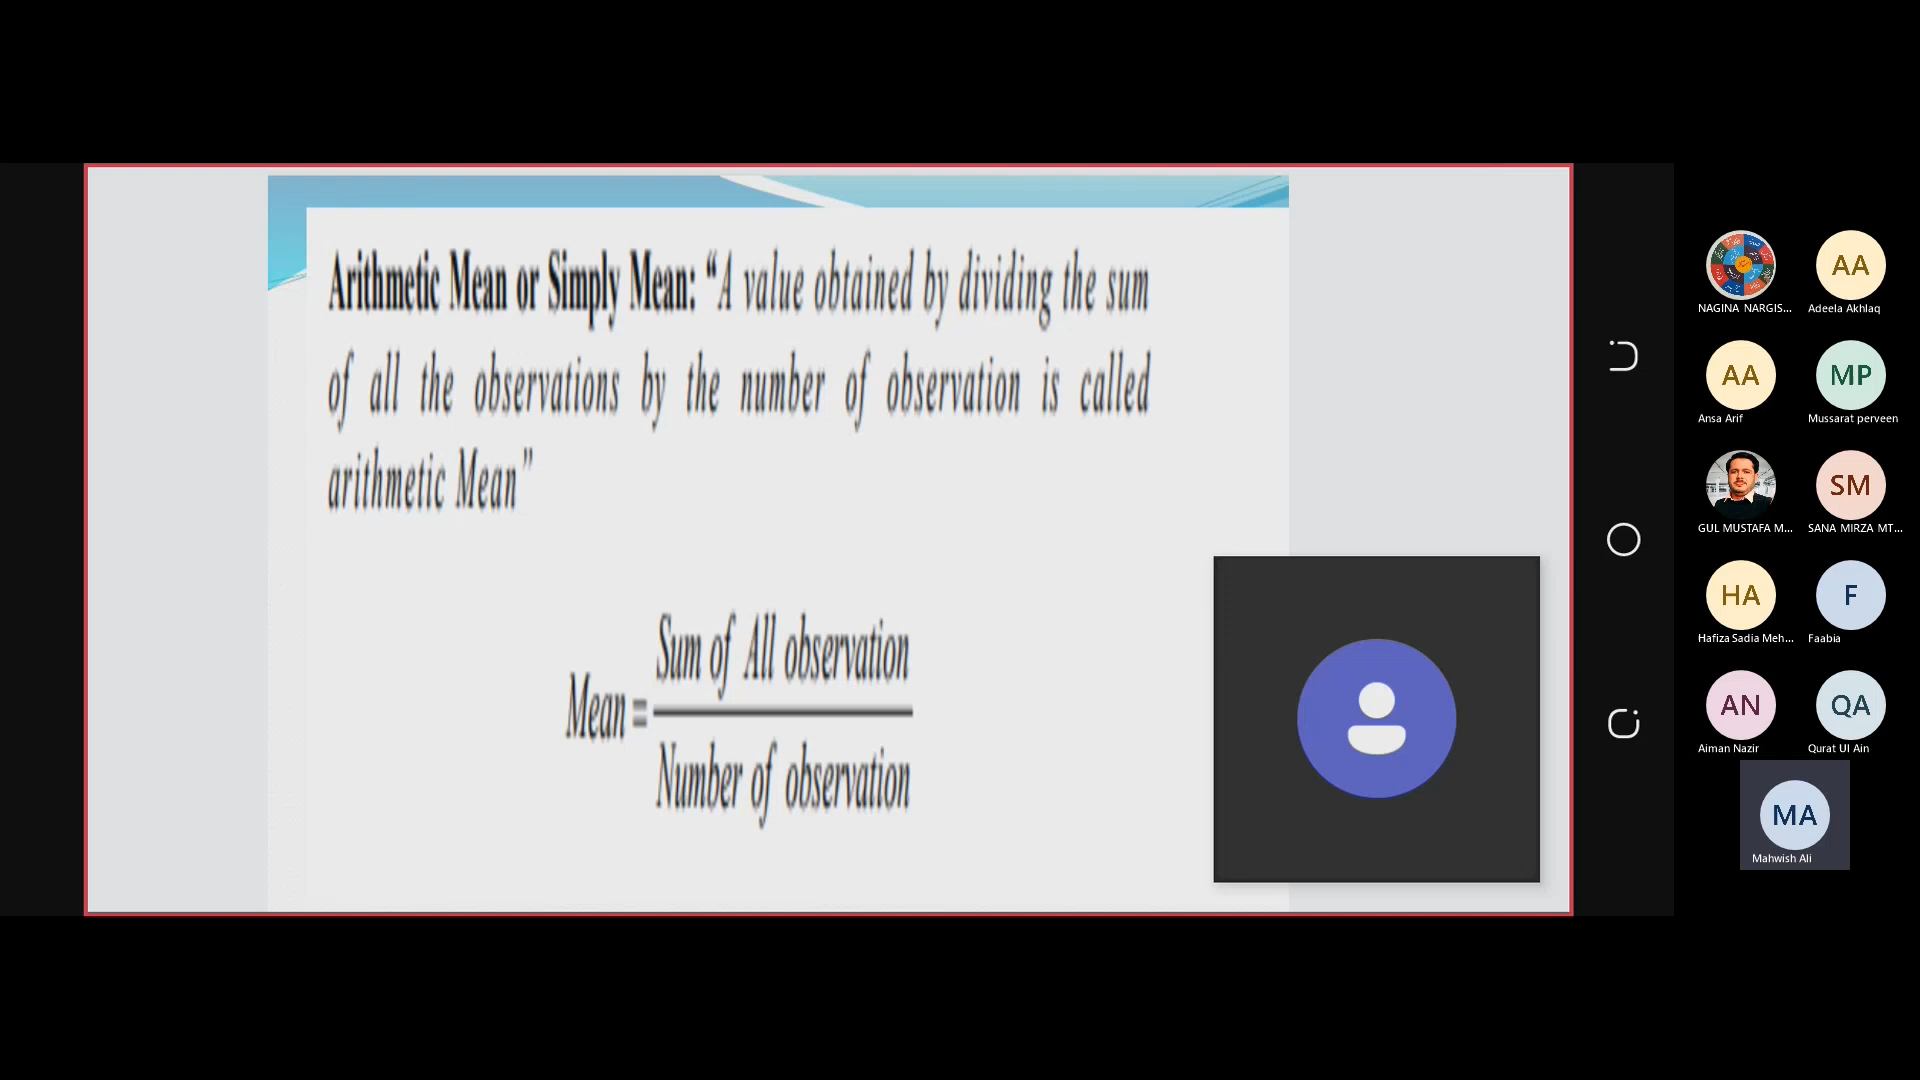 Arithmetic Mean or Simply Mean: “A value obtained by dividing the sum
of all the observations by the number of observation is called
arithmetic Mean”
Mean =
Sum of All observation
Number of observation
NAGINA NARGIS...
AA
Adeela Akhlaq
AA
Ansa Arif
MP
Mussarat perveen
GUL MUSTAFA M...
SM
SANA MIRZA MT...
HA
Hafiza Sadia Meh...
F
Faabia
AN
Aiman Nazir
QA
Qurat Ul Ain
MA
Mahwish Ali